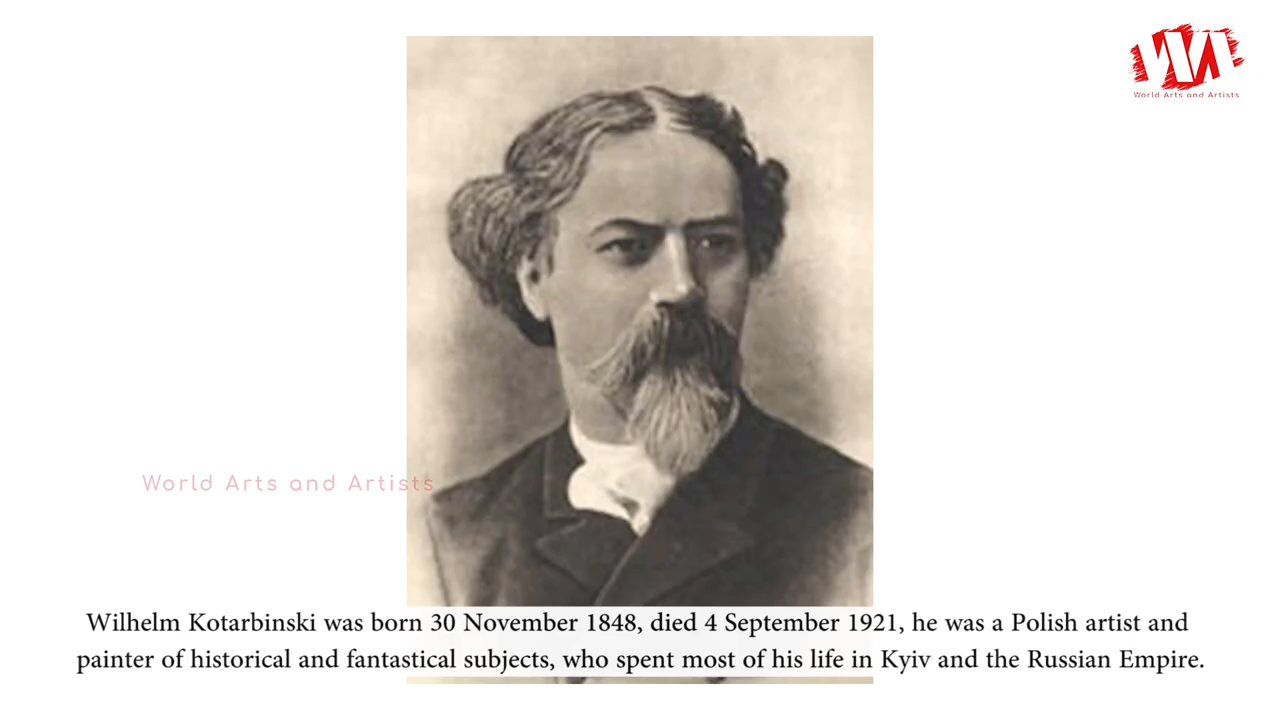 World Arts and Artists
World Arts and Artists
Wilhelm Kotarbinski was born 30 November 1848, died 4 September 1921, he was a Polish artist and
painter of historical and fantastical subjects, who spent most of his life in Kyiv and the Russian Empire.